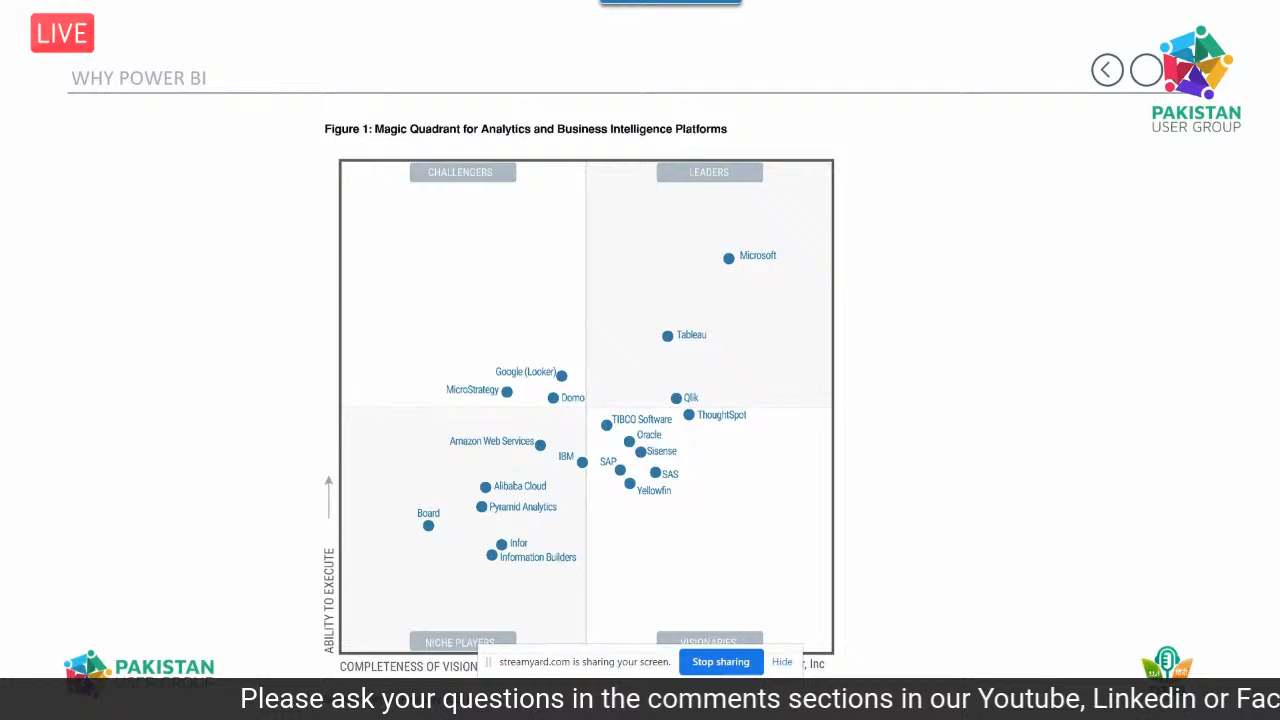 LIVE
WHY POWER BI
PAKISTAN
USER GROUP
Figure 1: Magic Quadrant for Analytics and Business Intelligence Platforms
CHALLENGERS
LEADERS
Microsoft
Tableau
Google (Looker)
MicroStrategy
Domo
Qlik
ThoughtSpot
TIBCO Software
Oracle
Amazon Web Services
Sisense
IBM
SAP
SAS
Alibaba Cloud
Yellowfin
Pyramid Analytics
Board
Infor
Information Builders
ABILITY TO EXECUTE
NICHE PLAYERS
VISIONARIES
COMPLETENESS OF VISION
, Inc
streamyard.com is sharing your screen.
Stop sharing
Hide
PAKISTAN
USER GROUP
Please ask your questions in the comments sections in our Youtube, LinkedIn or Fac